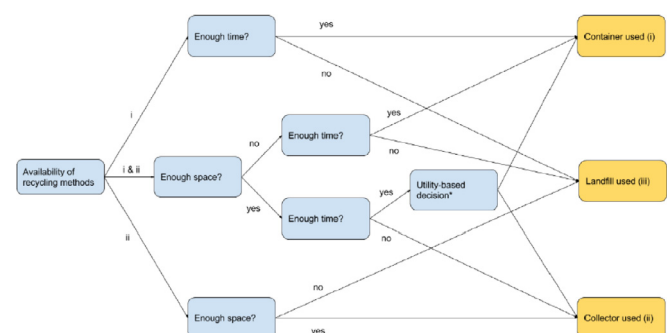 yes
Enough time?
Container used (i)
no
i
yes
Enough time?
no
no
Availability of
recycling methods
i & ii
Enough space?
Utility-based
decision*
Landfill used (iii)
yes
yes
Enough time?
no
ii
no
Enough space?
Collector used (ii)
yes